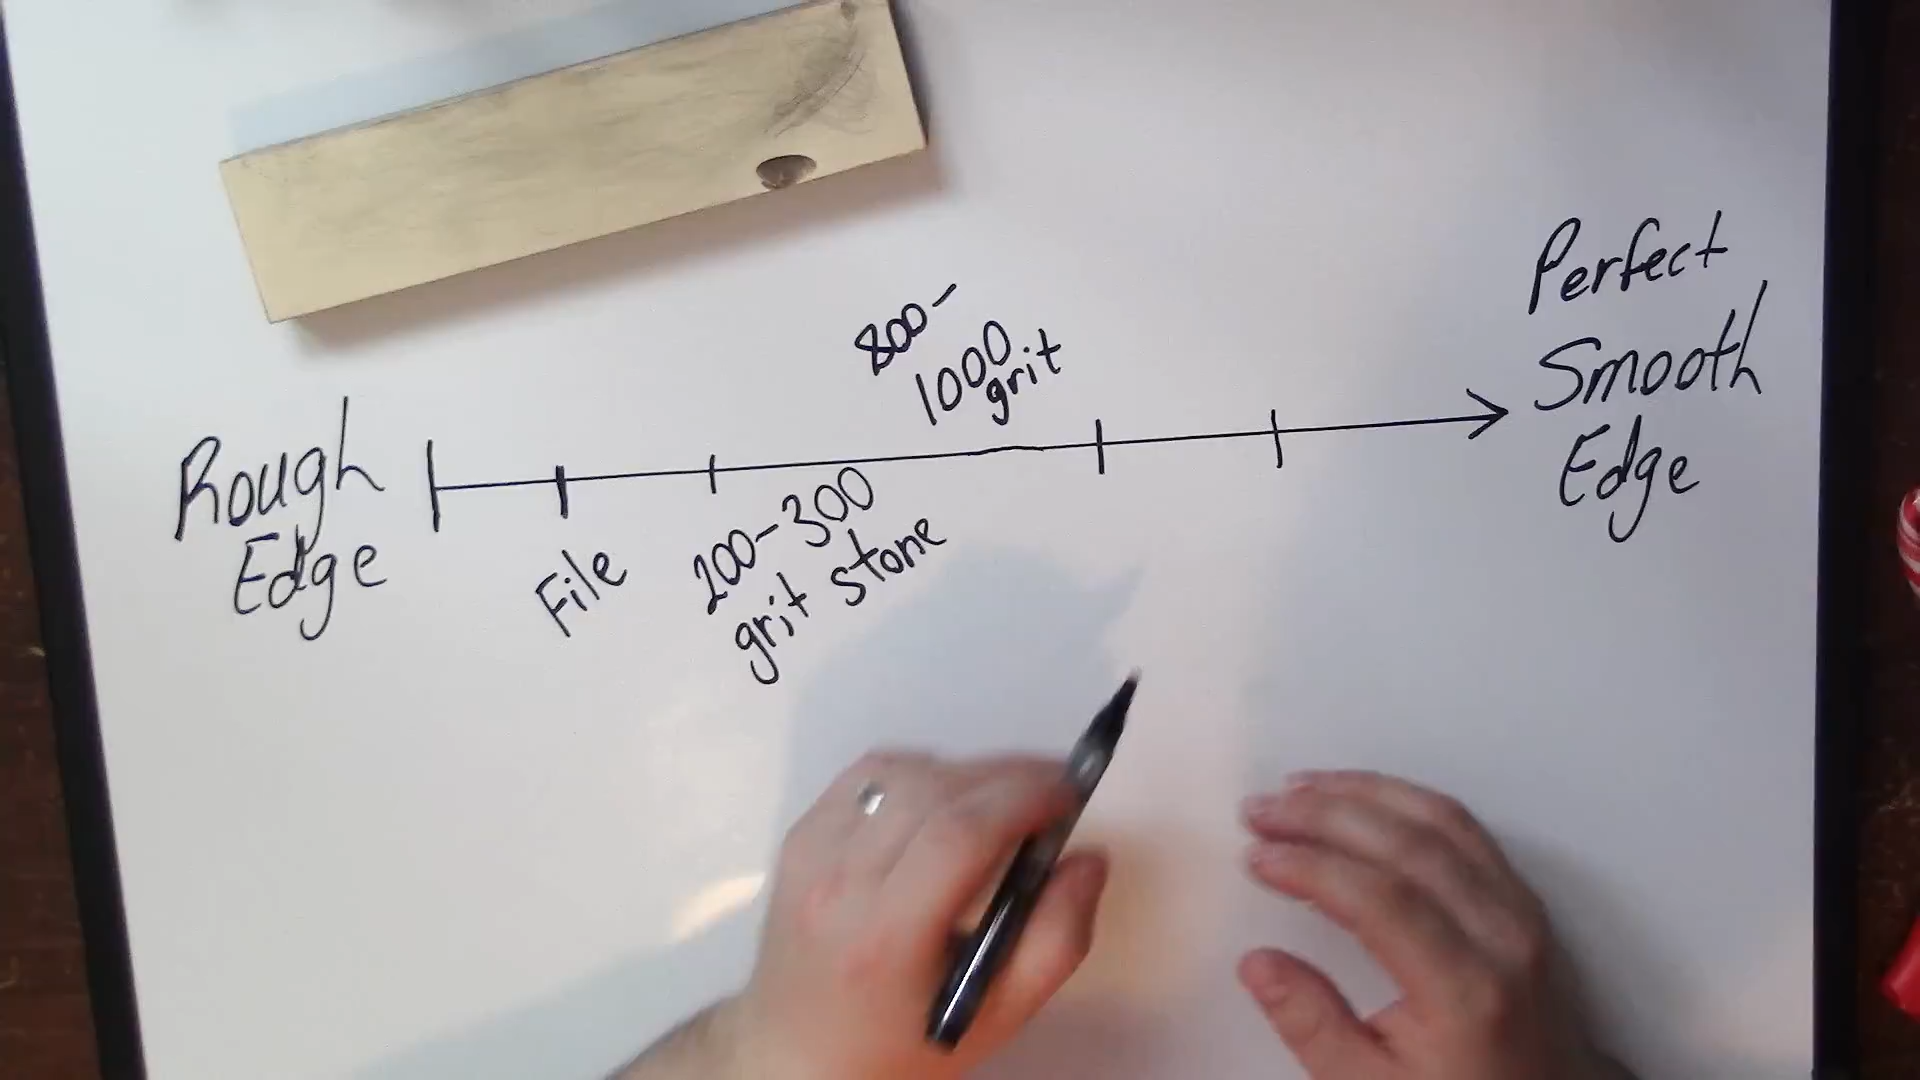 Rough
Edge
File
200-300
grit stone
800-
1000
grit
Perfect
Smooth
Edge